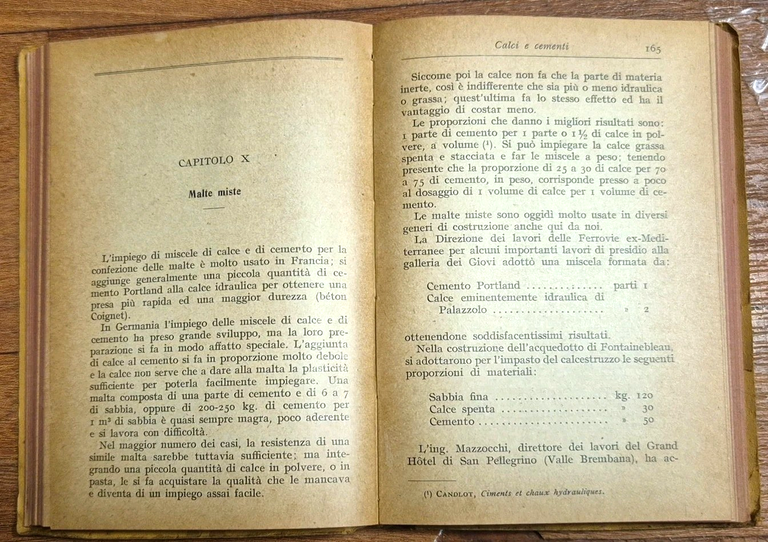 CAPITOLO X
Malte miste
L'impiego di miscele di calce e di cemento per la
confezione delle malte è molto usato in Francia; si
aggiunge generalmente una piccola quantità di ce-
mento Portland alla calce idraulica per ottenere una
presa più rapida ed una maggior durezza (béton
Coignet).
In Germania l'impiego delle miscele di calce e di
cemento ha preso grande sviluppo, ma la loro pre-
parazione si fa in modo affatto speciale. L'aggiunta
di calce al cemento si fa in proporzione molto debole
e la calce non serve che a dare alla malta la plasticità
sufficiente per poterla facilmente impiegare. Una
malta composta di una parte di cemento e di 6 a 7
di sabbia, oppure di 200-250 kg. di cemento per
1 m³ di sabbia è quasi sempre magra, poco aderente
e si lavora con difficoltà.
Nel maggior numero dei casi, la resistenza di una
simile malta sarebbe tuttavia sufficiente; ma inte-
grando una piccola quantità di calce in polvere, o in
pasta, le si fa acquistare la qualità che le mancava
e diventa di un impiego assai facile.
Calci e cementi 165
Siccome poi la calce non fa che la parte di materia
inerte, così è indifferente che sia più o meno idraulica
o grassa; quest'ultima fa lo stesso effetto ed ha il
vantaggio di costar meno.
Le proporzioni che danno i migliori risultati sono:
1 parte di cemento per 1 parte o 1 ½ di calce in pol-
vere, a volume (¹). Si può impiegare la calce grassa
spenta e stacciata e far le miscele a peso; tenendo
presente che la proporzione di 25 a 30 di calce per 70
a 75 di cemento, in peso, corrisponde presso a poco
al dosaggio di 1 volume di calce per 1 volume di ce-
mento.
Le malte miste sono oggidì molto usate in diversi
generi di costruzione anche qui da noi.
La Direzione dei lavori delle Ferrovie ex-Medi-
terranee per alcuni importanti lavori di presidio alla
galleria dei Giovi adottò una miscela formata da:
Cemento Portland . . . . . . . . . . . . parti 1
Calce eminentemente idraulica di
Palazzolo . . . . . . . . . . . . . . . . . . » 2
ottenendone soddisfacentissimi risultati.
Nella costruzione dell'acquedotto di Fontainebleau,
si adottarono per l'impasto del calcestruzzo le seguenti
proporzioni di materiali:
Sabbia fina . . . . . . . . . . . . . . . . . . . kg. 120
Calce spenta . . . . . . . . . . . . . . . . . . » 30
Cemento . . . . . . . . . . . . . . . . . . . . . » 50
L'ing. Mazzocchi, direttore dei lavori del Grand
Hôtel di San Pellegrino (Valle Brembana), ha ac-
(¹) CANDLOT, Ciments et chaux hydrauliques.